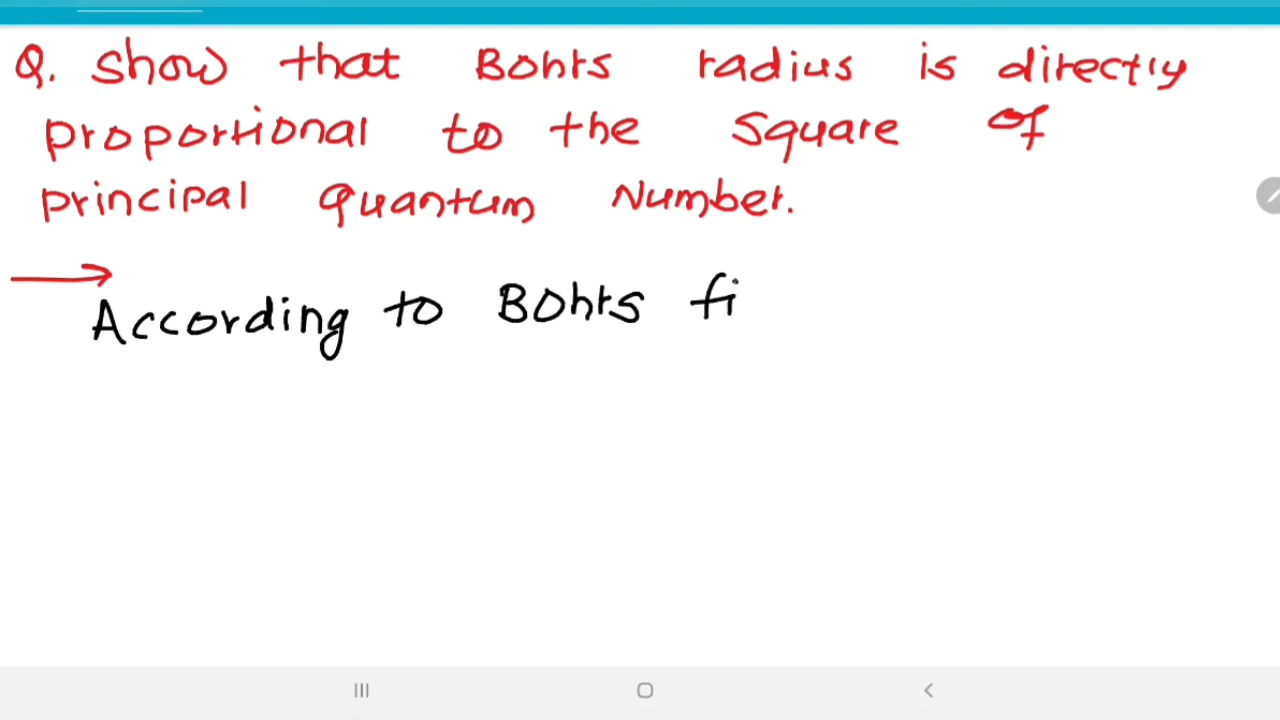 Q. Show that Bohrs radius is directly
proportional to the Square of
principal Quantum Number.
According to Bohrs fi